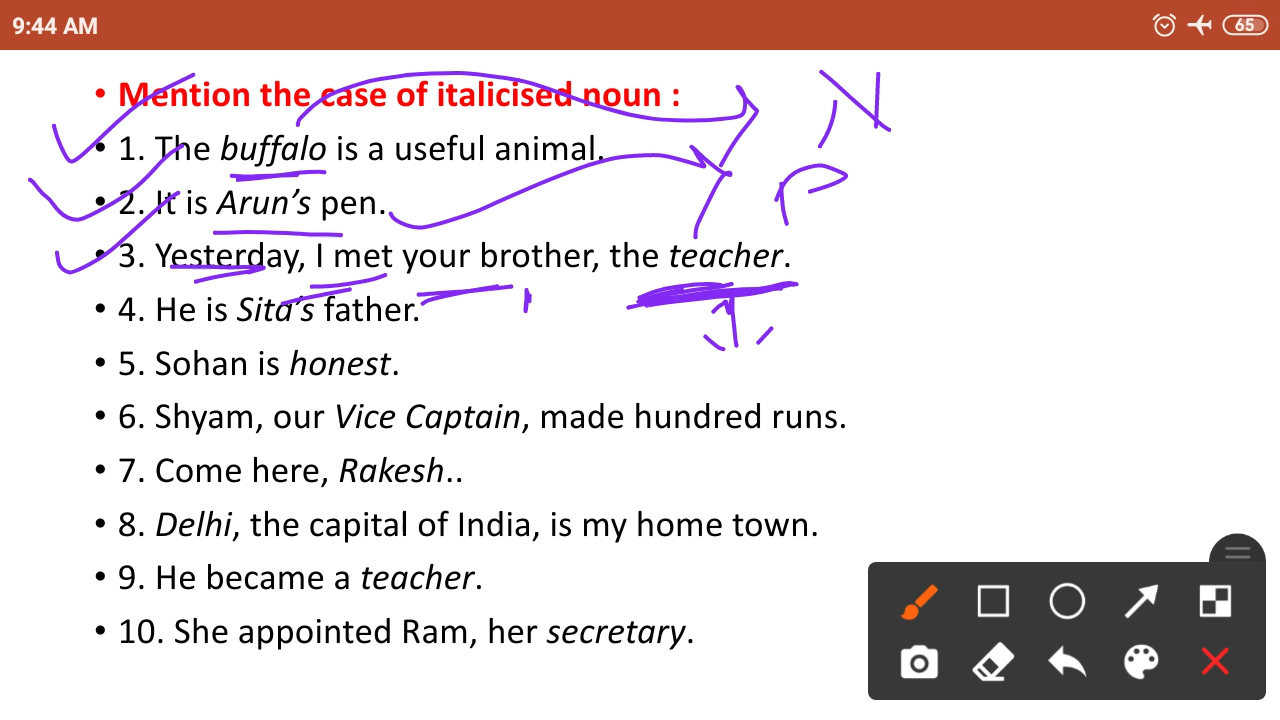 9:44 AM
65
• Mention the case of italicised noun :
N
• 1. The buffalo is a useful animal.
P
• 2. It is Arun's pen.
• 3. Yesterday, I met your brother, the teacher.
• 4. He is Sita's father.
• 5. Sohan is honest.
• 6. Shyam, our Vice Captain, made hundred runs.
• 7. Come here, Rakesh..
• 8. Delhi, the capital of India, is my home town.
• 9. He became a teacher.
• 10. She appointed Ram, her secretary.